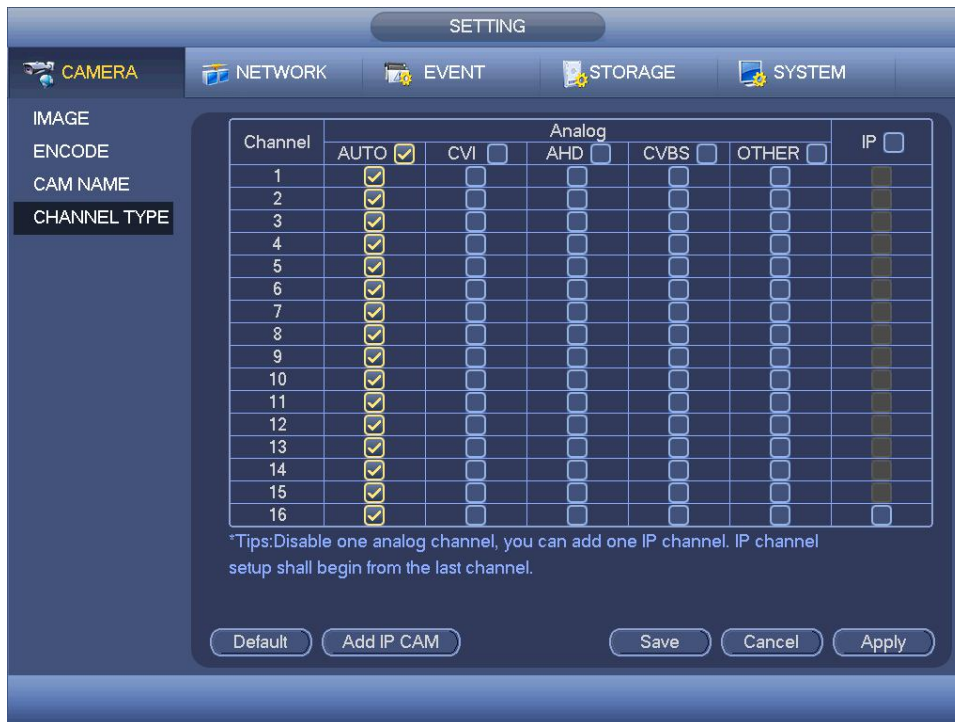 SETTING
CAMERA NETWORK EVENT STORAGE SYSTEM
IMAGE
ENCODE
CAM NAME
CHANNEL TYPE
Channel Analog IP
AUTO CVI AHD CVBS OTHER
1
2
3
4
5
6
7
8
9
10
11
12
13
14
15
16
*Tips:Disable one analog channel, you can add one IP channel. IP channel
setup shall begin from the last channel.
Default Add IP CAM Save Cancel Apply